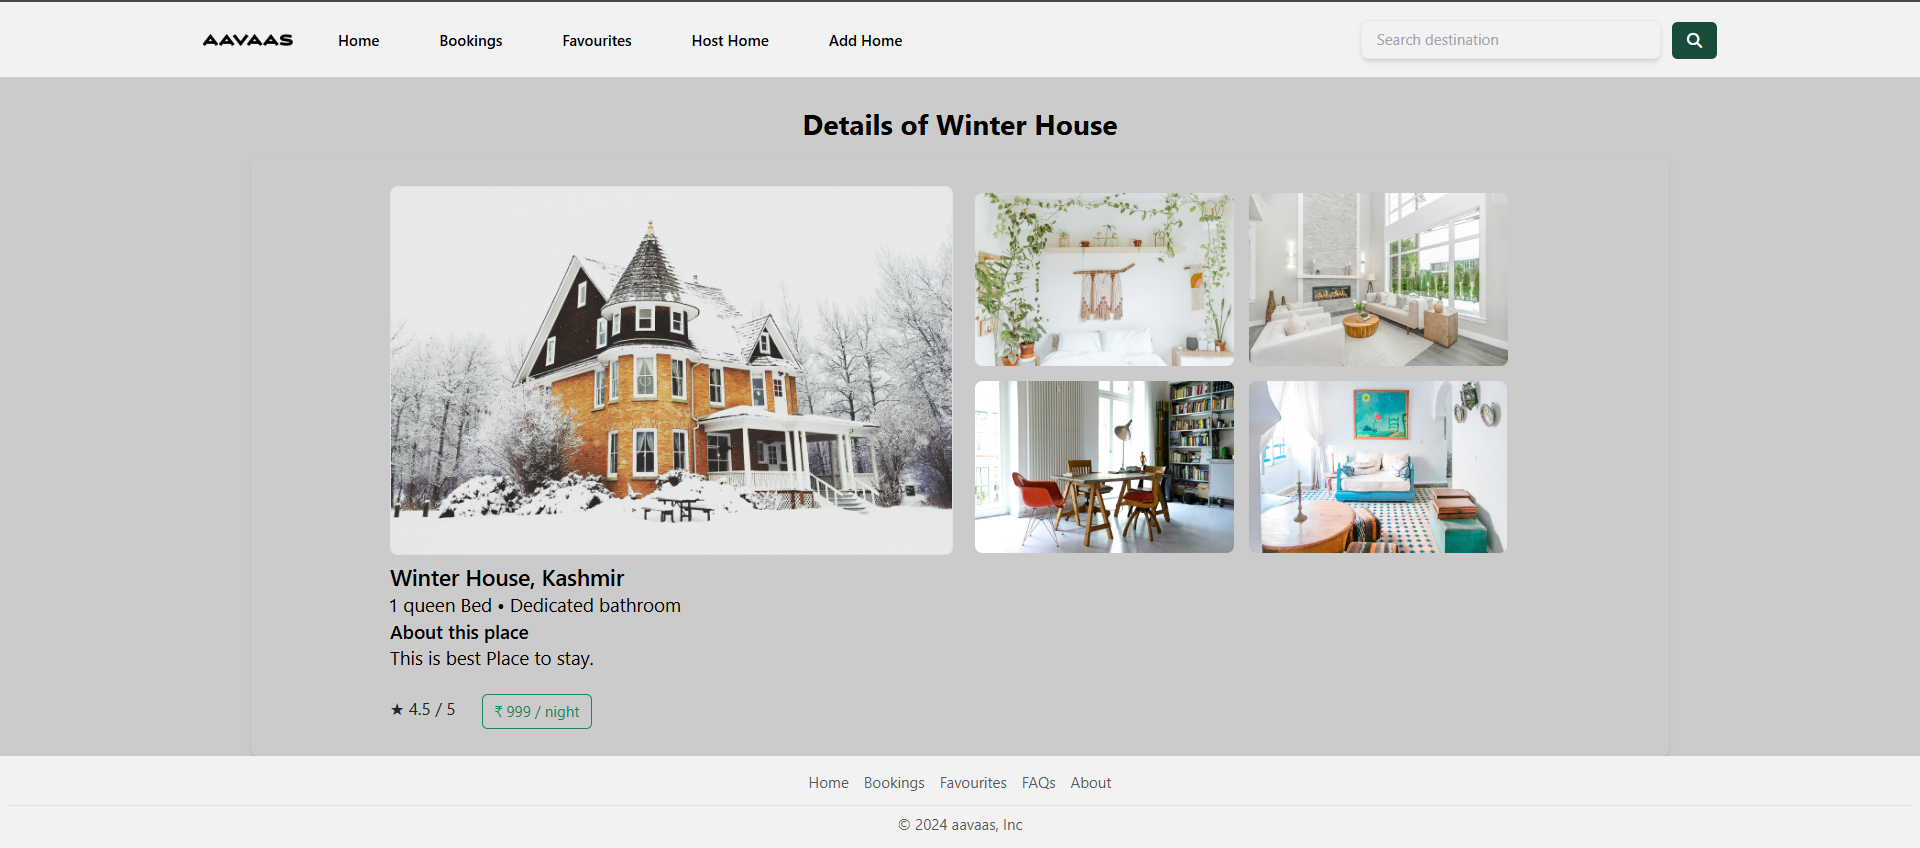 AAVAAS Home Bookings Favourites Host Home Add Home Search destination
Details of Winter House
Winter House, Kashmir
1 queen Bed • Dedicated bathroom
About this place
This is best Place to stay.
★ 4.5 / 5 ₹ 999 / night
Home Bookings Favourites FAQs About
© 2024 aavaas, Inc